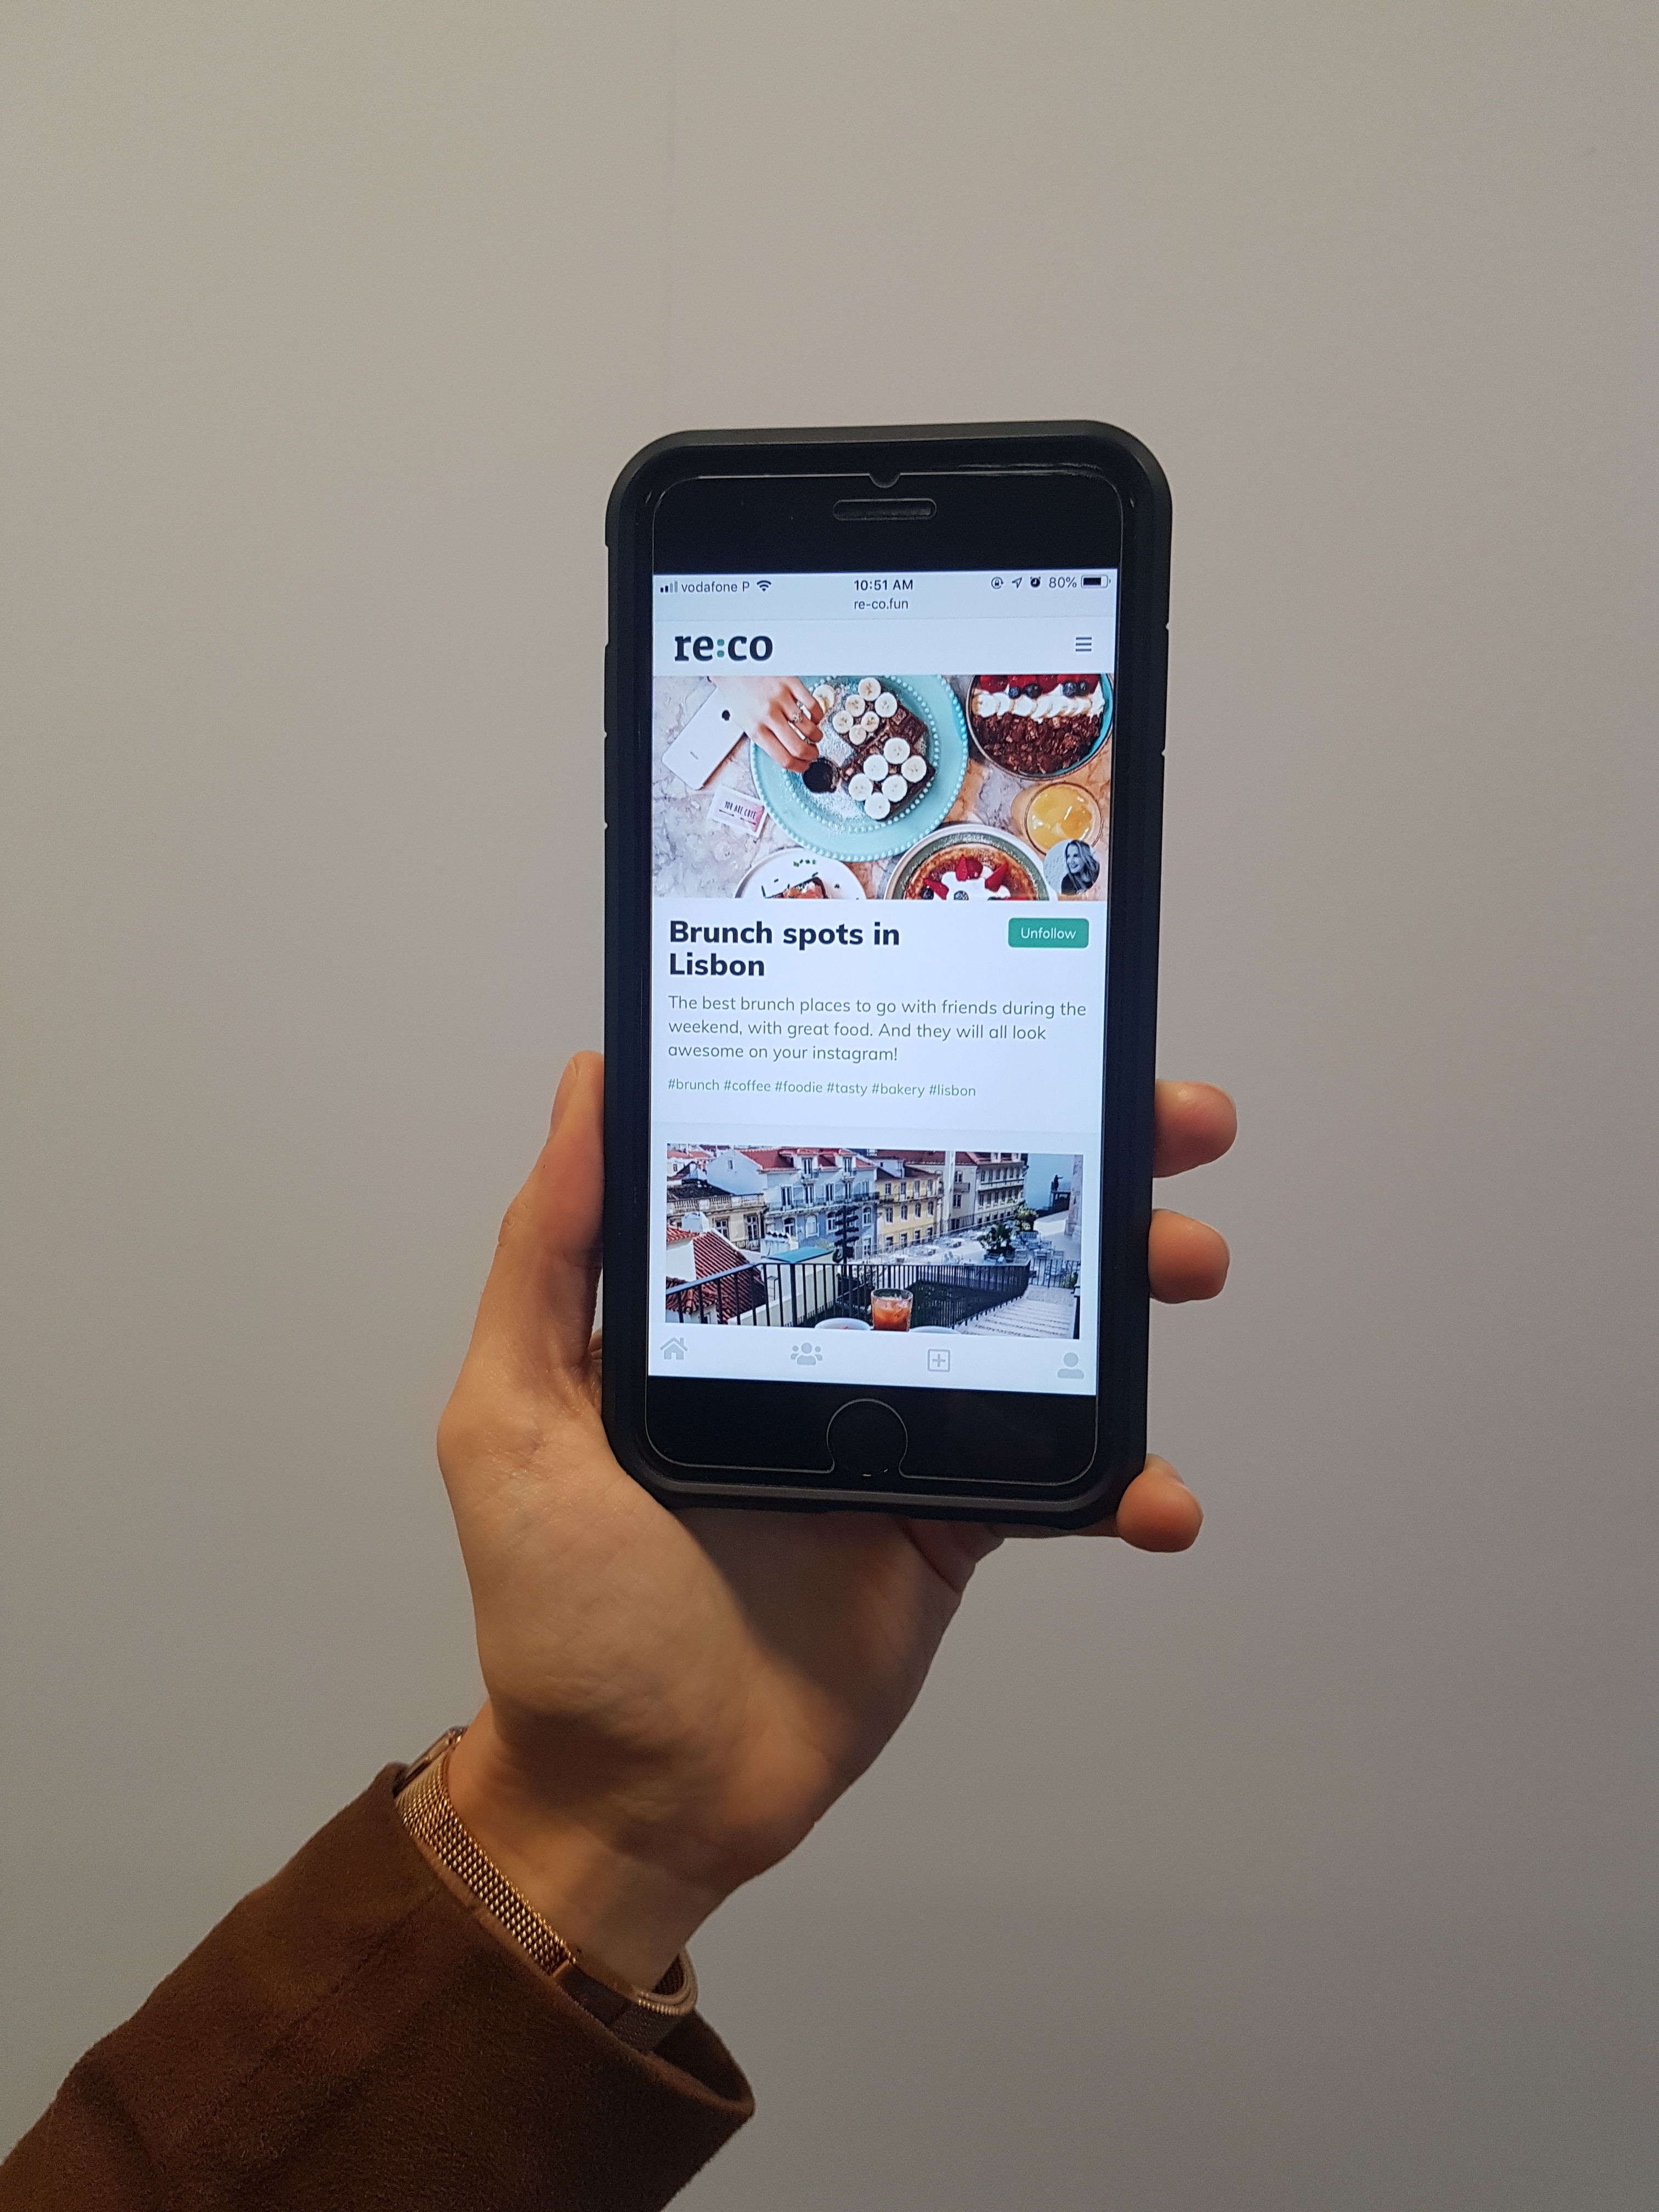 vodafone P
10:51 AM
80%
re-co.fun
re:co
YOU ARE CUTE
Brunch spots in
Lisbon
Unfollow
The best brunch places to go with friends during the
weekend, with great food. And they will all look
awesome on your instagram!
#brunch #coffee #foodie #tasty #bakery #lisbon